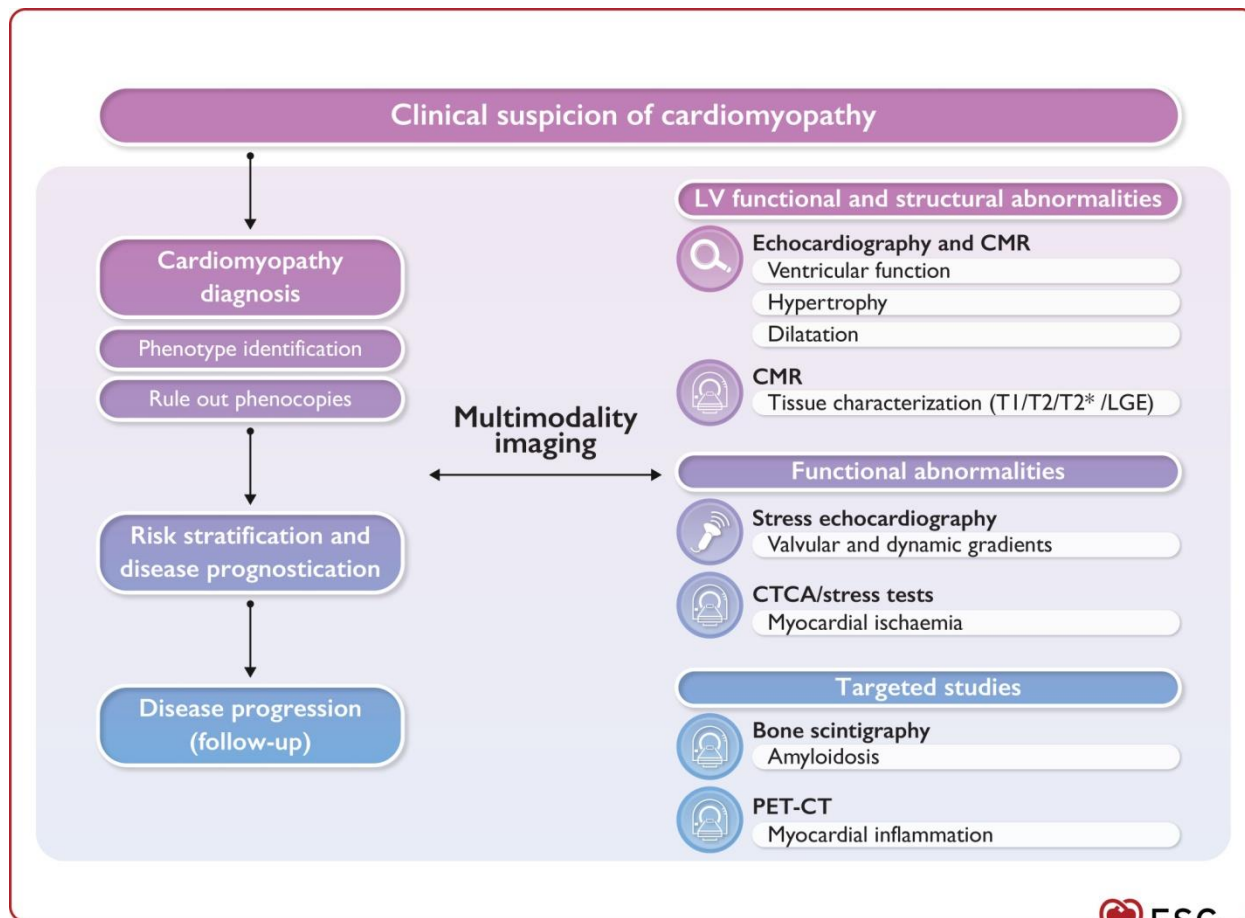 Clinical suspicion of cardiomyopathy
Cardiomyopathy
diagnosis
Phenotype identification
Rule out phenocopies
Risk stratification and
disease prognostication
Disease progression
(follow-up)
Multimodality
imaging
LV functional and structural abnormalities
Echocardiography and CMR
Ventricular function
Hypertrophy
Dilatation
CMR
Tissue characterization (T1/T2/T2* /LGE)
Functional abnormalities
Stress echocardiography
Valvular and dynamic gradients
CTCA/stress tests
Myocardial ischaemia
Targeted studies
Bone scintigraphy
Amyloidosis
PET-CT
Myocardial inflammation
ESC